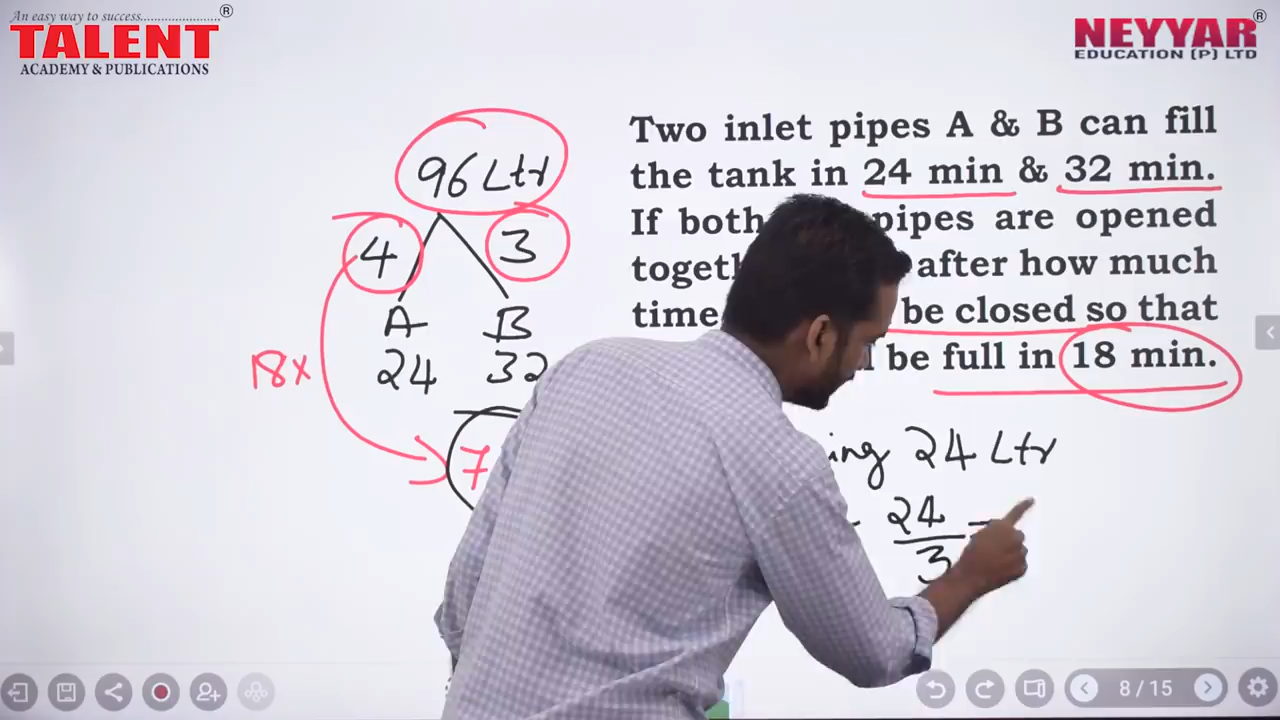 An easy way to success......................
®
TALENT
ACADEMY & PUBLICATIONS
®
NEYYAR
EDUCATION (P) LTD
Two inlet pipes A & B can fill
the tank in 24 min & 32 min.
If both pipes are opened
after how much
time be closed so that
be full in 18 min.
96 Ltr
4 3
A B
24 32
18x
7
24 Ltr
24
3
8 / 15